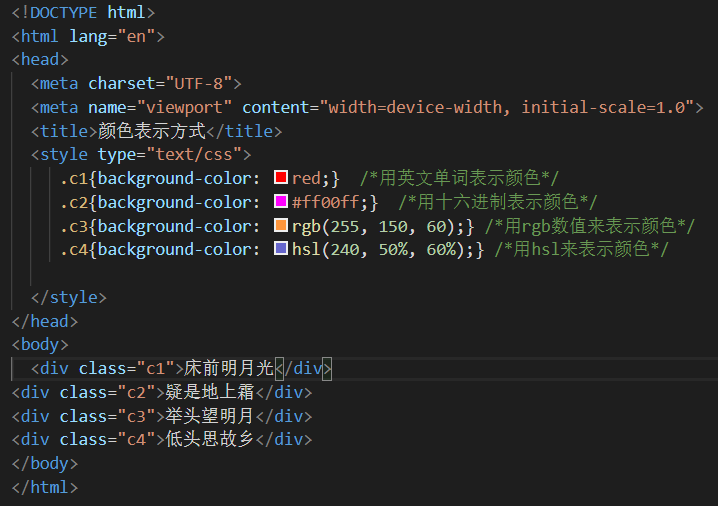 <!DOCTYPE html>
<html lang="en">
<head>
<meta charset="UTF-8">
<meta name="viewport" content="width=device-width, initial-scale=1.0">
<title>颜色表示方式</title>
<style type="text/css">
.c1{background-color: red;} /*用英文单词表示颜色*/
.c2{background-color: #ff00ff;} /*用十六进制表示颜色*/
.c3{background-color: rgb(255, 150, 60);} /*用rgb数值来表示颜色*/
.c4{background-color: hsl(240, 50%, 60%);} /*用hsl来表示颜色*/
</style>
</head>
<body>
<div class="c1">床前明月光</div>
<div class="c2">疑是地上霜</div>
<div class="c3">举头望明月</div>
<div class="c4">低头思故乡</div>
</body>
</html>